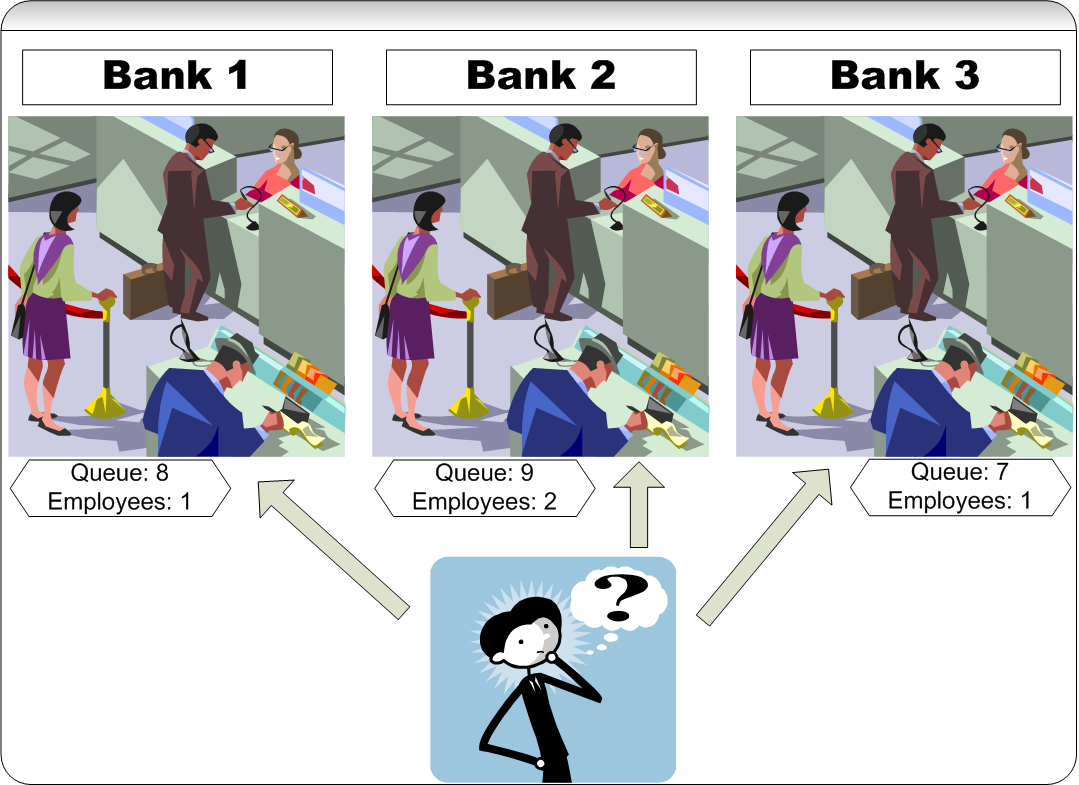 Bank 1
Bank 2
Bank 3
Queue: 8
Employees: 1
Queue: 9
Employees: 2
Queue: 7
Employees: 1
?